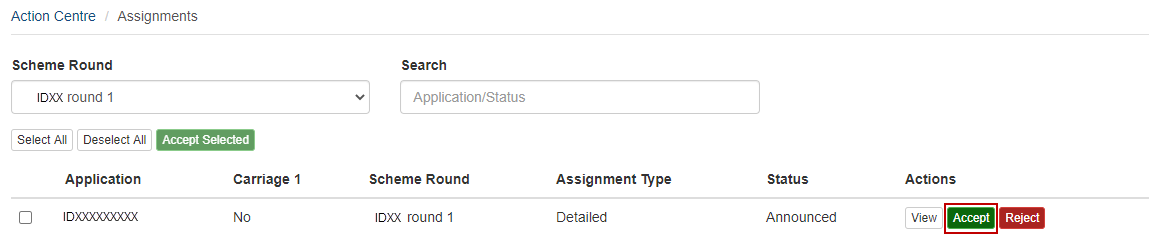 Action Centre / Assignments
Scheme Round Search
IDXX round 1 Application/Status
Select All Deselect All Accept Selected
Application Carriage 1 Scheme Round Assignment Type Status Actions
IDXXXXXXXXX No IDXX round 1 Detailed Announced View Accept Reject